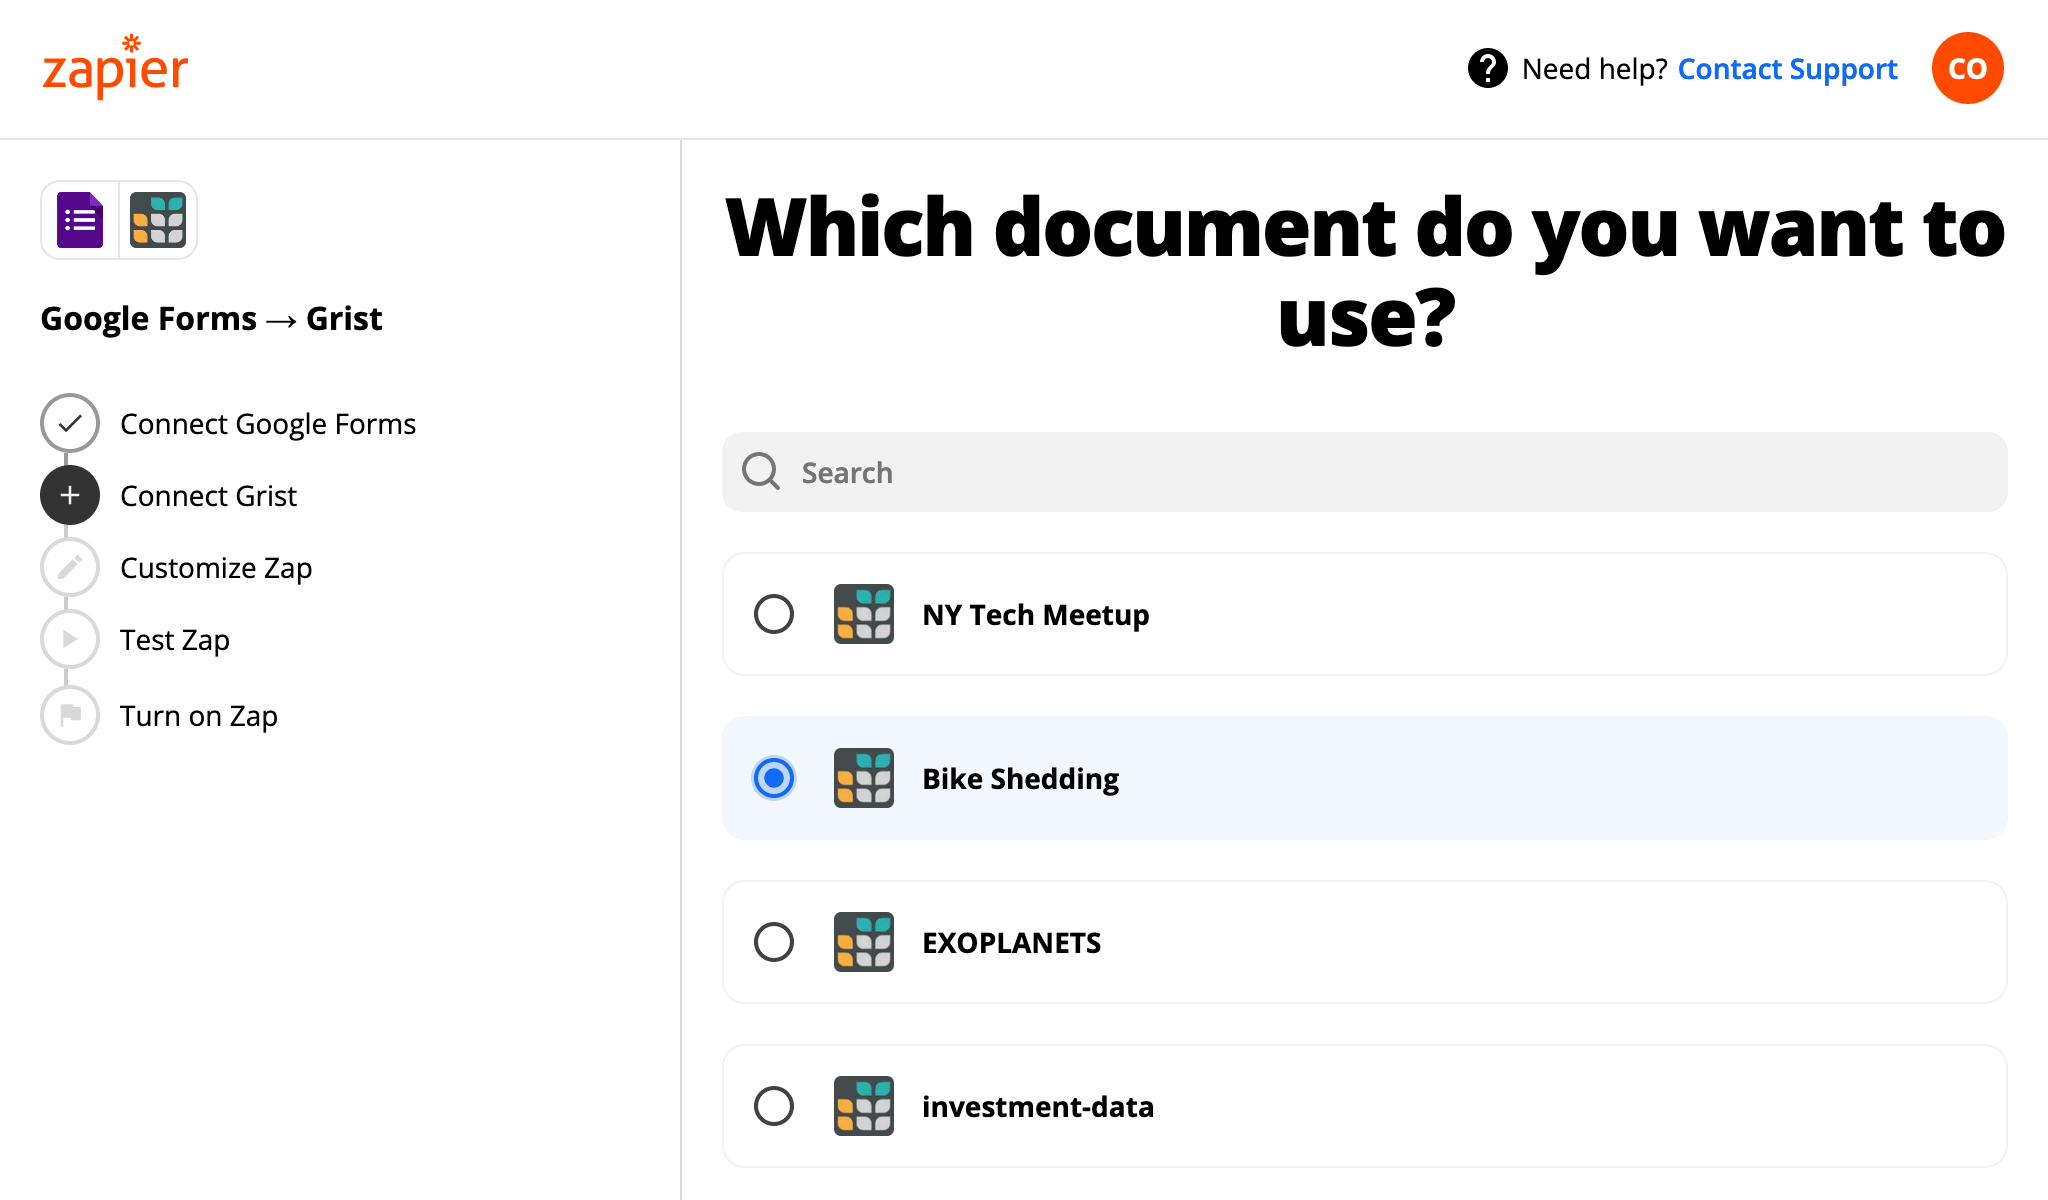 zapier
Need help? Contact Support
CO
Google Forms → Grist
Connect Google Forms
Connect Grist
Customize Zap
Test Zap
Turn on Zap
Which document do you want to
use?
Search
NY Tech Meetup
Bike Shedding
EXOPLANETS
investment-data